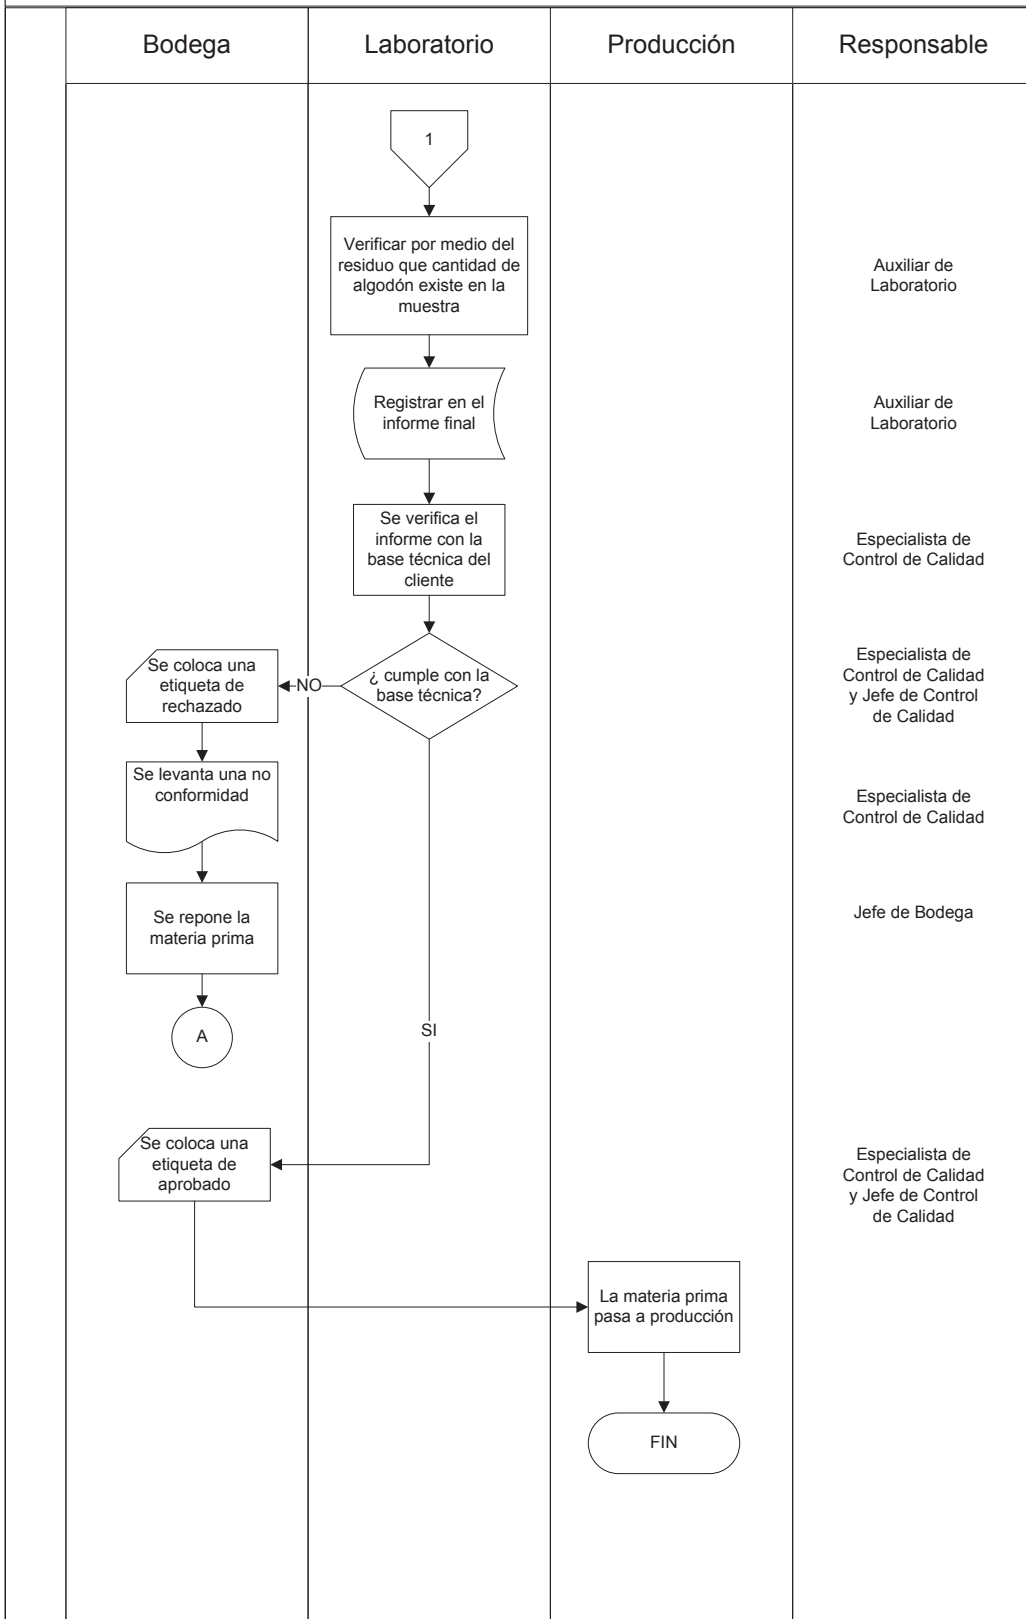 Bodega
Laboratorio
Producción
Responsable
1
Verificar por medio del
residuo que cantidad de
algodón existe en la
muestra
Auxiliar de
Laboratorio
Registrar en el
informe final
Auxiliar de
Laboratorio
Se verifica el
informe con la
base técnica del
cliente
Especialista de
Control de Calidad
¿ cumple con la
base técnica?
NO
Se coloca una
etiqueta de
rechazado
Especialista de
Control de Calidad
y Jefe de Control
de Calidad
Se levanta una no
conformidad
Especialista de
Control de Calidad
Se repone la
materia prima
Jefe de Bodega
A
SI
Se coloca una
etiqueta de
aprobado
Especialista de
Control de Calidad
y Jefe de Control
de Calidad
La materia prima
pasa a producción
FIN